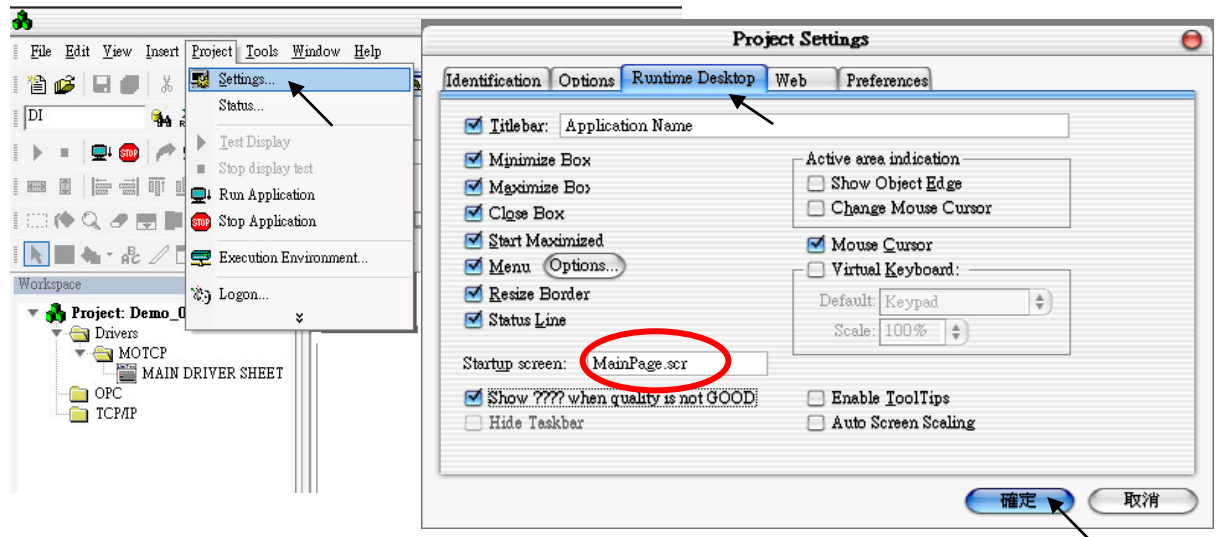 File Edit View Insert Project Tools Window Help
DI
Settings...
Status...
Test Display
Stop display test
Run Application
STOP
STOP
Stop Application
Execution Environment...
Logon...
Workspace
Project: Demo_0
Drivers
MOTCP
MAIN DRIVER SHEET
OPC
TCP/IP
Project Settings
Identification Options Runtime Desktop Web Preferences
Titlebar: Application Name
Minimize Box
Maximize Box
Close Box
Start Maximized
Menu Options...
Resize Border
Status Line
Active area indication
Show Object Edge
Change Mouse Cursor
Mouse Cursor
Virtual Keyboard:
Default: Keypad
Scale: 100%
Startup screen: MainPage.scr
Show ???? when quality is not GOOD
Hide Taskbar
Enable ToolTips
Auto Screen Scaling
確定 取消